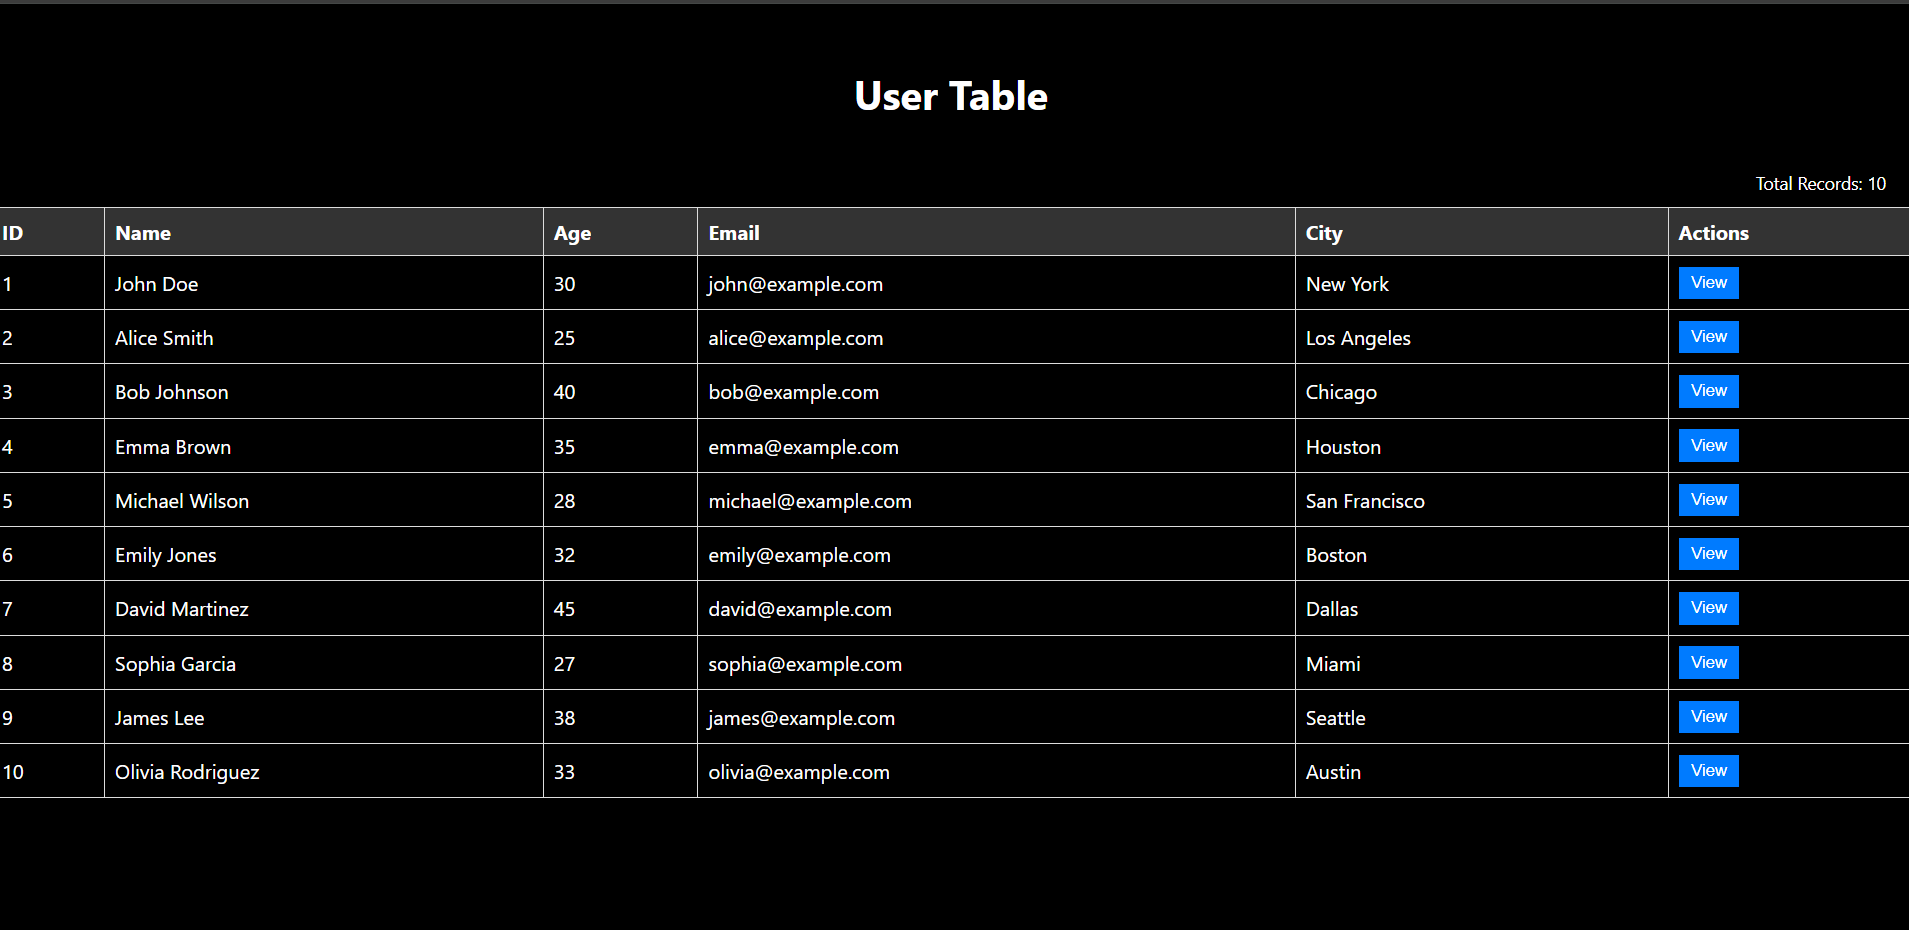 User Table
Total Records: 10
ID Name Age Email City Actions
1 John Doe 30 john@example.com New York View
2 Alice Smith 25 alice@example.com Los Angeles View
3 Bob Johnson 40 bob@example.com Chicago View
4 Emma Brown 35 emma@example.com Houston View
5 Michael Wilson 28 michael@example.com San Francisco View
6 Emily Jones 32 emily@example.com Boston View
7 David Martinez 45 david@example.com Dallas View
8 Sophia Garcia 27 sophia@example.com Miami View
9 James Lee 38 james@example.com Seattle View
10 Olivia Rodriguez 33 olivia@example.com Austin View